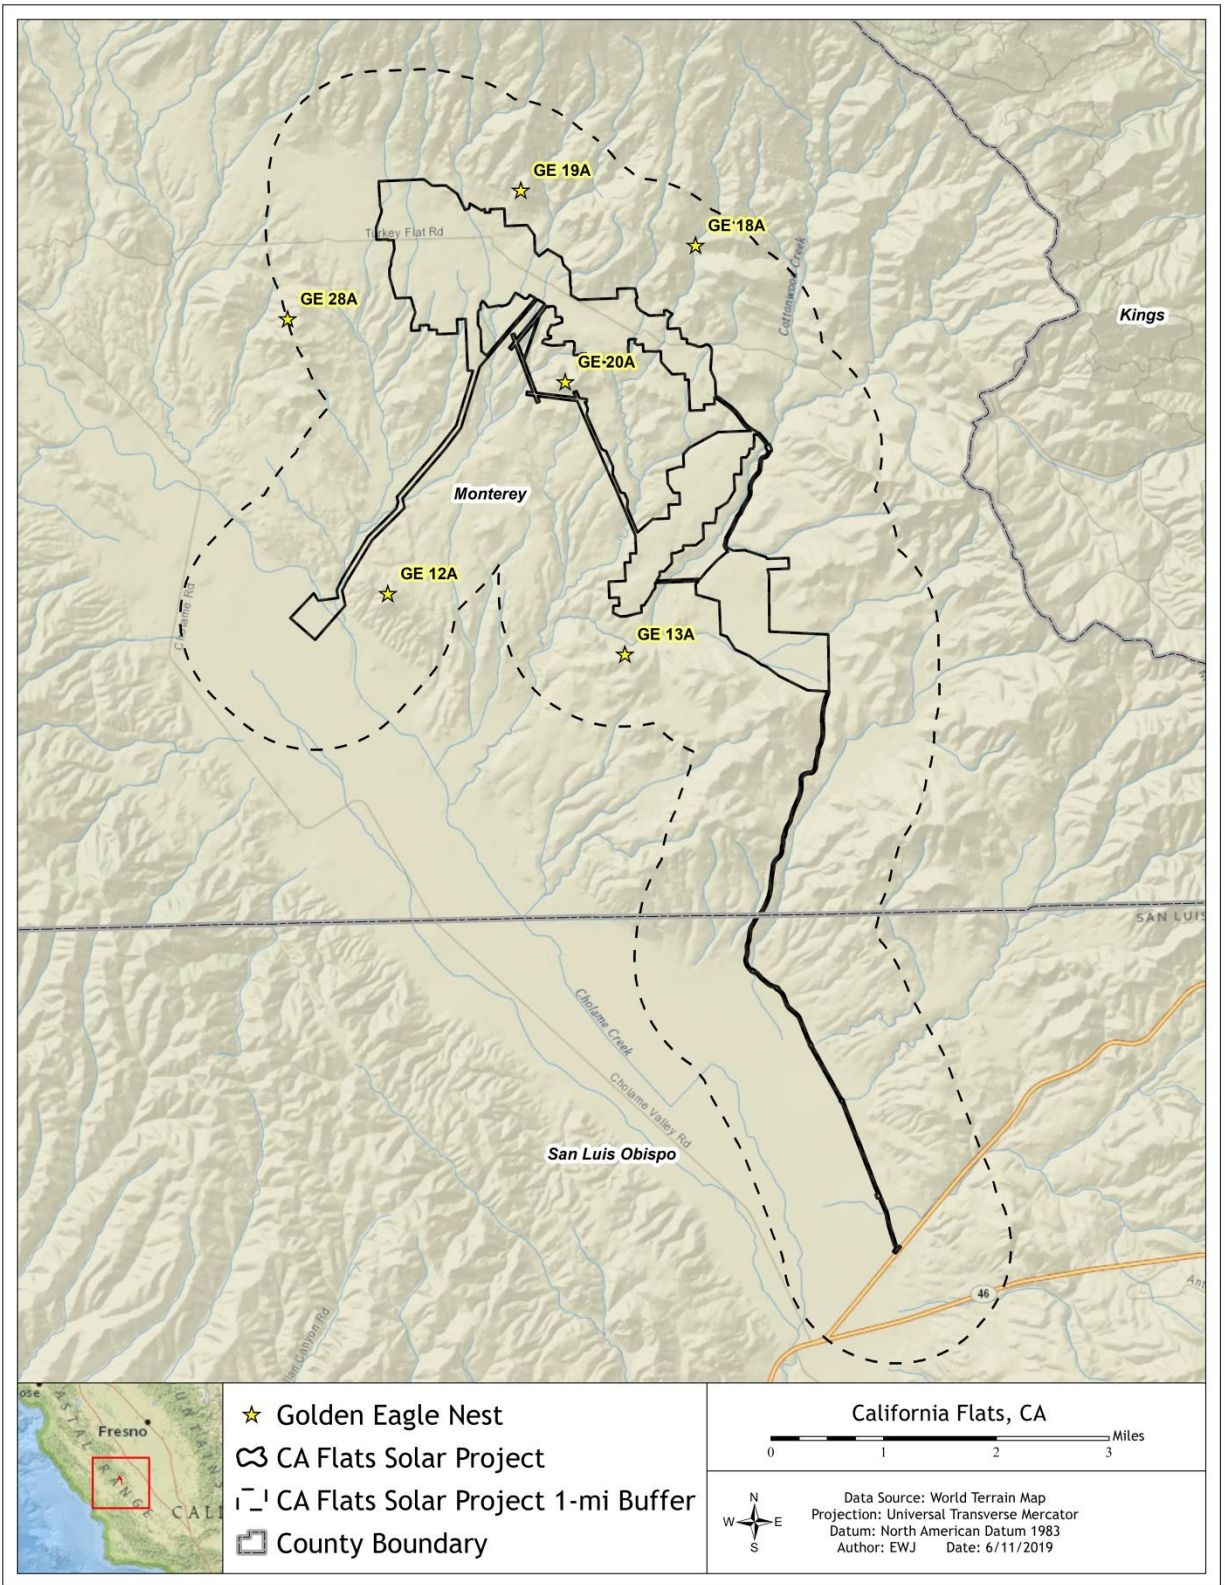 GE 19A
GE 18A
Turkey Flat Rd
Cottonwood Creek
GE 28A
Kings
GE 20A
Monterey
GE 12A
Cholame Rd
GE 13A
SAN LUIS
Cholame Creek
Cholame Valley Rd
San Luis Obispo
46
Canyon Rd
Fresno
RANGE
CALI
Golden Eagle Nest
CA Flats Solar Project
CA Flats Solar Project 1-mi Buffer
County Boundary
California Flats, CA
Miles
0 1 2 3
N
W E
S
Data Source: World Terrain Map
Projection: Universal Transverse Mercator
Datum: North American Datum 1983
Author: EWJ Date: 6/11/2019